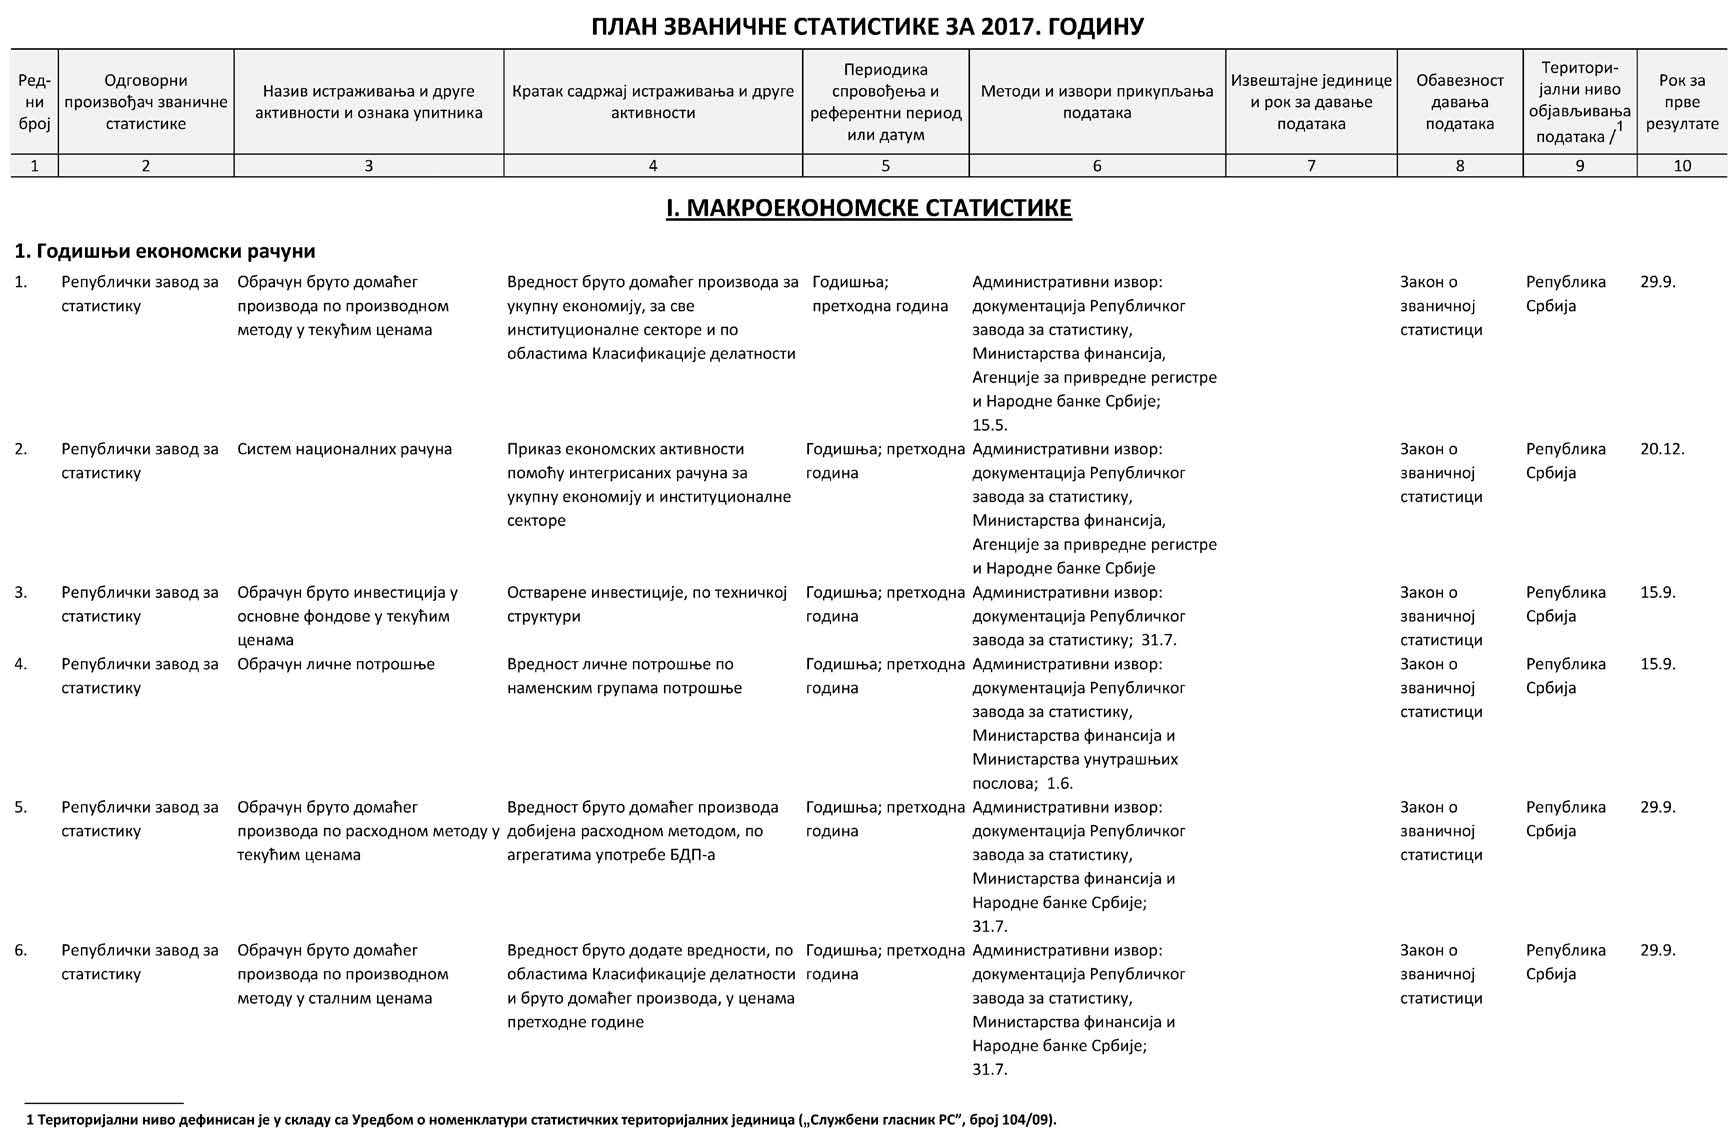 ПЛАН ЗВАНИЧНЕ СТАТИСТИКЕ ЗА 2017. ГОДИНУ
Ред-
ни
број
Одговорни
произвођач званичне
статистике
Назив истраживања и друге
активности и ознака упитника
Кратак садржај истраживања и друге
активности
Периодика
спровођења и
референтни период
или датум
Методи и извори прикупљања
података
Извештајне јединице
и рок за давање
података
Обавезност
давања
података
Територи-
јални ниво
објављивања
података /1
Рок за
прве
резултате
1 2 3 4 5 6 7 8 9 10
I. МАКРОЕКОНОМСКЕ СТАТИСТИКЕ
1. Годишњи економски рачуни
1.
Републички завод за
статистику
Обрачун бруто домаћег
производа по производном
методу у текућим ценама
Вредност бруто домаћег производа за
укупну економију, за све
институционалне секторе и по
областима Класификације делатности
Годишња;
претходна година
Административни извор:
документација Републичког
завода за статистику,
Министарства финансија,
Агенције за привредне регистре
и Народне банке Србије;
15.5.
Закон о
званичној
статистици
Република
Србија
29.9.
2.
Републички завод за
статистику
Систем националних рачуна
Приказ економских активности
помоћу интегрисаних рачуна за
укупну економију и институционалне
секторе
Годишња; претходна
година
Административни извор:
документација Републичког
завода за статистику,
Министарства финансија,
Агенције за привредне регистре
и Народне банке Србије
Закон о
званичној
статистици
Република
Србија
20.12.
3.
Републички завод за
статистику
Обрачун бруто инвестиција у
основне фондове у текућим
ценама
Остварене инвестиције, по техничкој
структури
Годишња; претходна
година
Административни извор:
документација Републичког
завода за статистику; 31.7.
Закон о
званичној
статистици
Република
Србија
15.9.
4.
Републички завод за
статистику
Обрачун личне потрошње
Вредност личне потрошње по
наменским групама потрошње
Годишња; претходна
година
Административни извор:
документација Републичког
завода за статистику,
Министарства финансија и
Министарства унутрашњих
послова; 1.6.
Закон о
званичној
статистици
Република
Србија
15.9.
5.
Републички завод за
статистику
Обрачун бруто домаћег
производа по расходном методу у
текућим ценама
Вредност бруто домаћег производа
добијена расходном методом, по
агрегатима употребе БДП-а
Годишња; претходна
година
Административни извор:
документација Републичког
завода за статистику,
Министарства финансија и
Народне банке Србије;
31.7.
Закон о
званичној
статистици
Република
Србија
29.9.
6.
Републички завод за
статистику
Обрачун бруто домаћег
производа по производном
методу у сталним ценама
Вредност бруто додате вредности, по
областима Класификације делатности
и бруто домаћег производа, у ценама
претходне године
Годишња; претходна
година
Административни извор:
документација Републичког
завода за статистику,
Министарства финансија и
Народне банке Србије;
31.7.
Закон о
званичној
статистици
Република
Србија
29.9.
1 Територијални ниво дефинисан је у складу са Уредбом о номенклатури статистичких територијалних јединица („Службени гласник РС”, број 104/09).